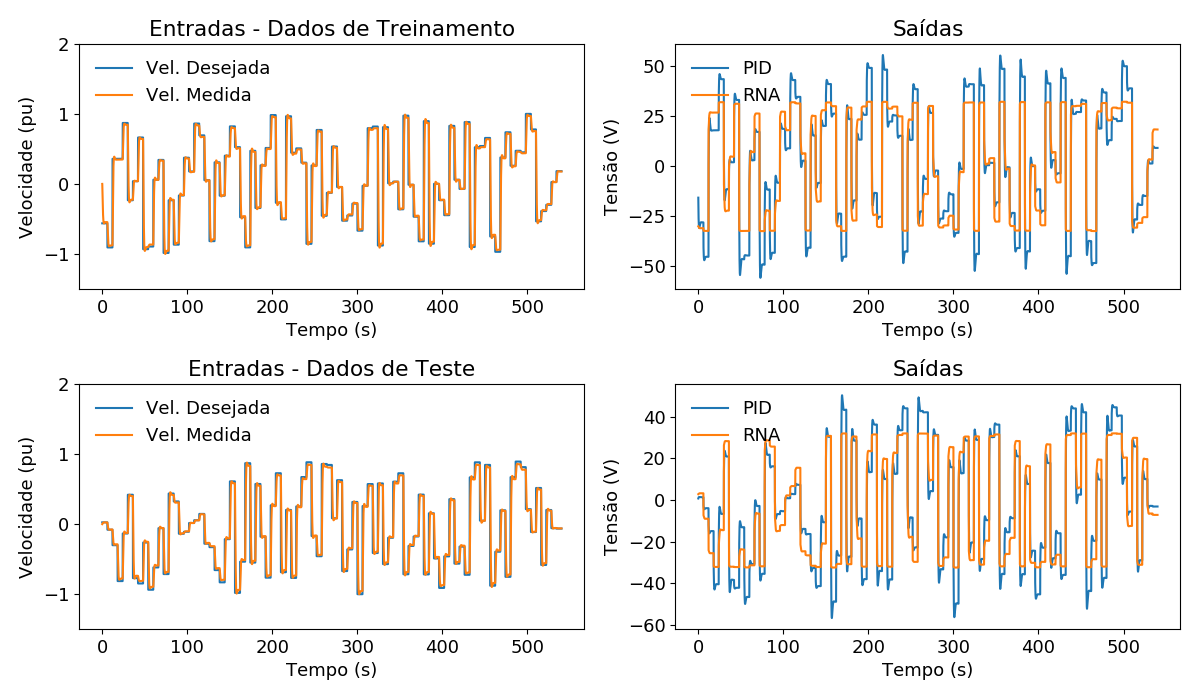 Entradas - Dados de Treinamento
2
1
0
−1
Velocidade (pu)
Vel. Desejada
Vel. Medida
0 100 200 300 400 500
Tempo (s)
Saídas
50
25
0
−25
−50
Tensão (V)
PID
RNA
0 100 200 300 400 500
Tempo (s)
Entradas - Dados de Teste
2
1
0
−1
Velocidade (pu)
Vel. Desejada
Vel. Medida
0 100 200 300 400 500
Tempo (s)
Saídas
40
20
0
−20
−40
−60
Tensão (V)
PID
RNA
0 100 200 300 400 500
Tempo (s)